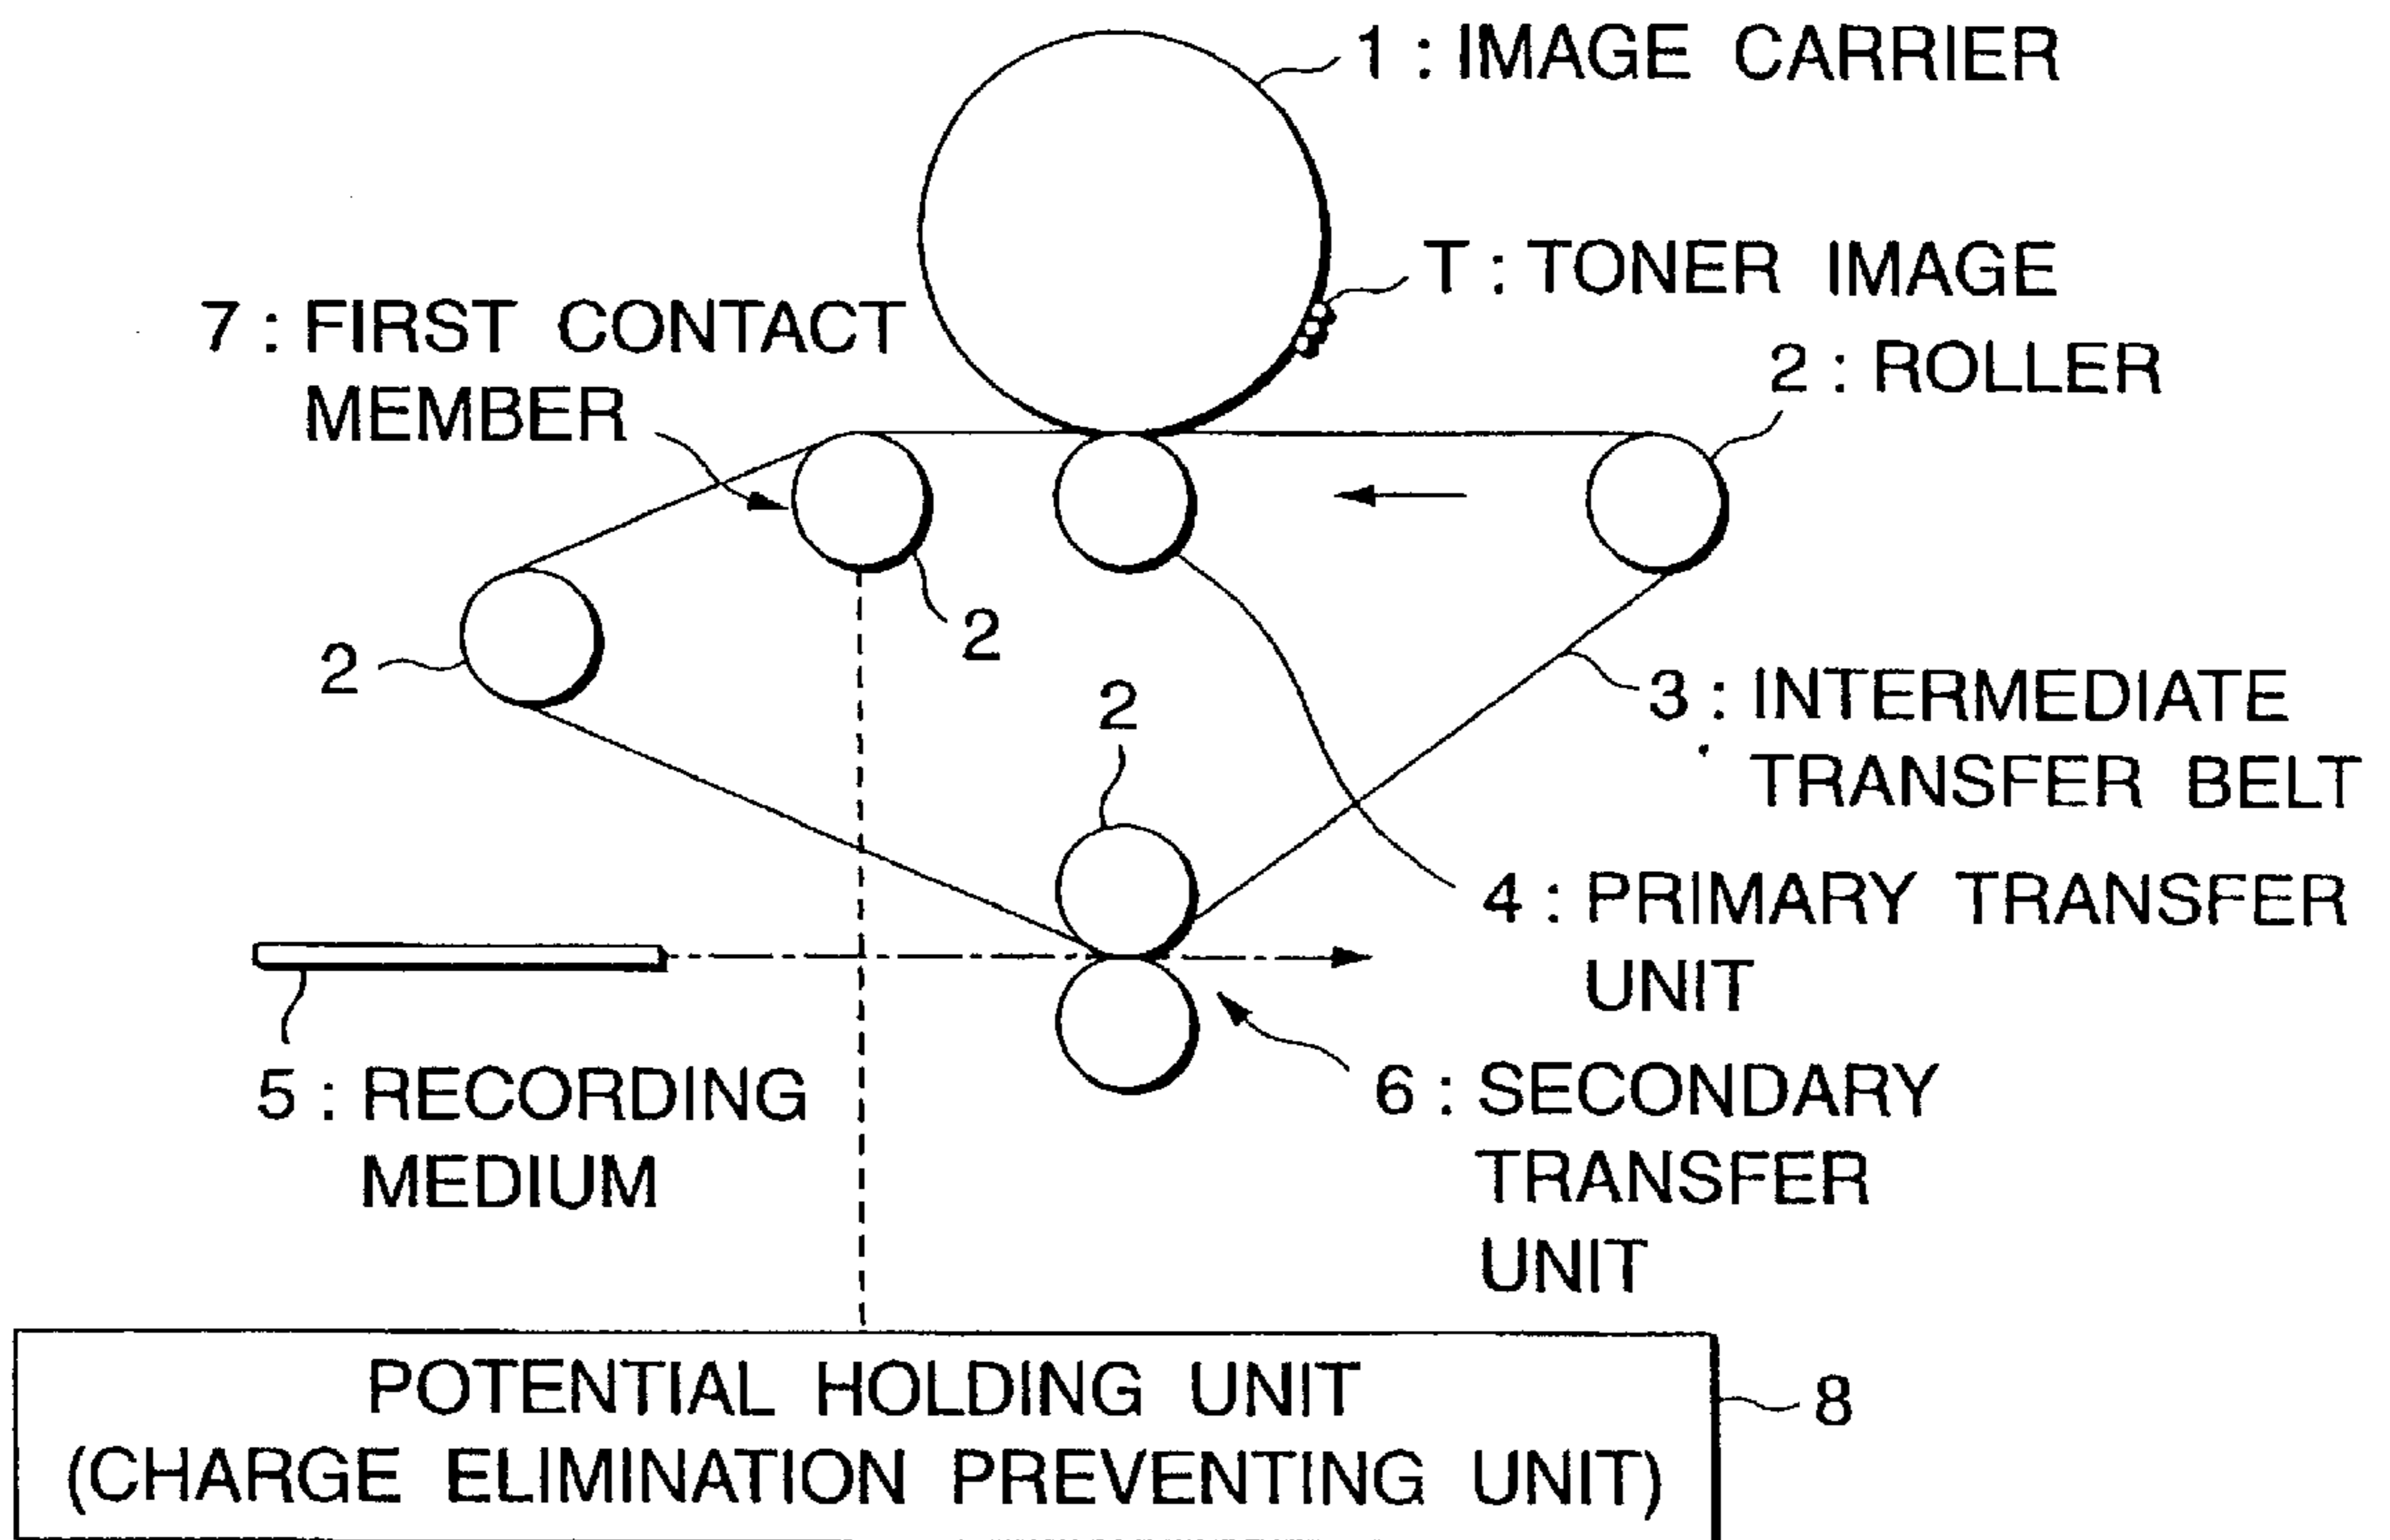 1 : IMAGE CARRIER
T : TONER IMAGE
7 : FIRST CONTACT
MEMBER
2 : ROLLER
2
2
2
3 : INTERMEDIATE
TRANSFER BELT
4 : PRIMARY TRANSFER
UNIT
5 : RECORDING
MEDIUM
6 : SECONDARY
TRANSFER
UNIT
POTENTIAL HOLDING UNIT
(CHARGE ELIMINATION PREVENTING UNIT)
8